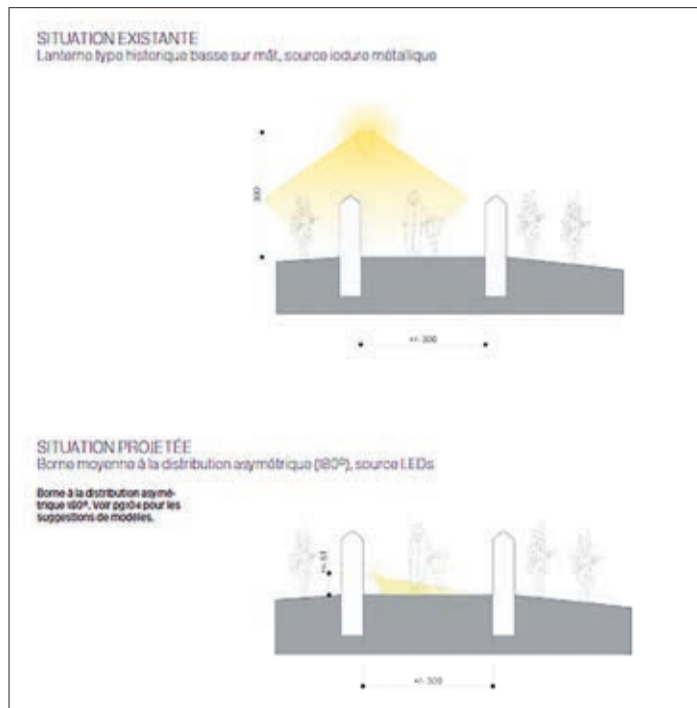 SITUATION EXISTANTE
Lanterne type historique basse sur mât, source iodure métallique
300
+/- 300
SITUATION PROJETÉE
Borne moyenne à la distribution asymétrique (180°), source LEDs
Borne à la distribution asymé-
trique 180°. Voir pg104 pour les
suggestions de modèles.
+/- 300